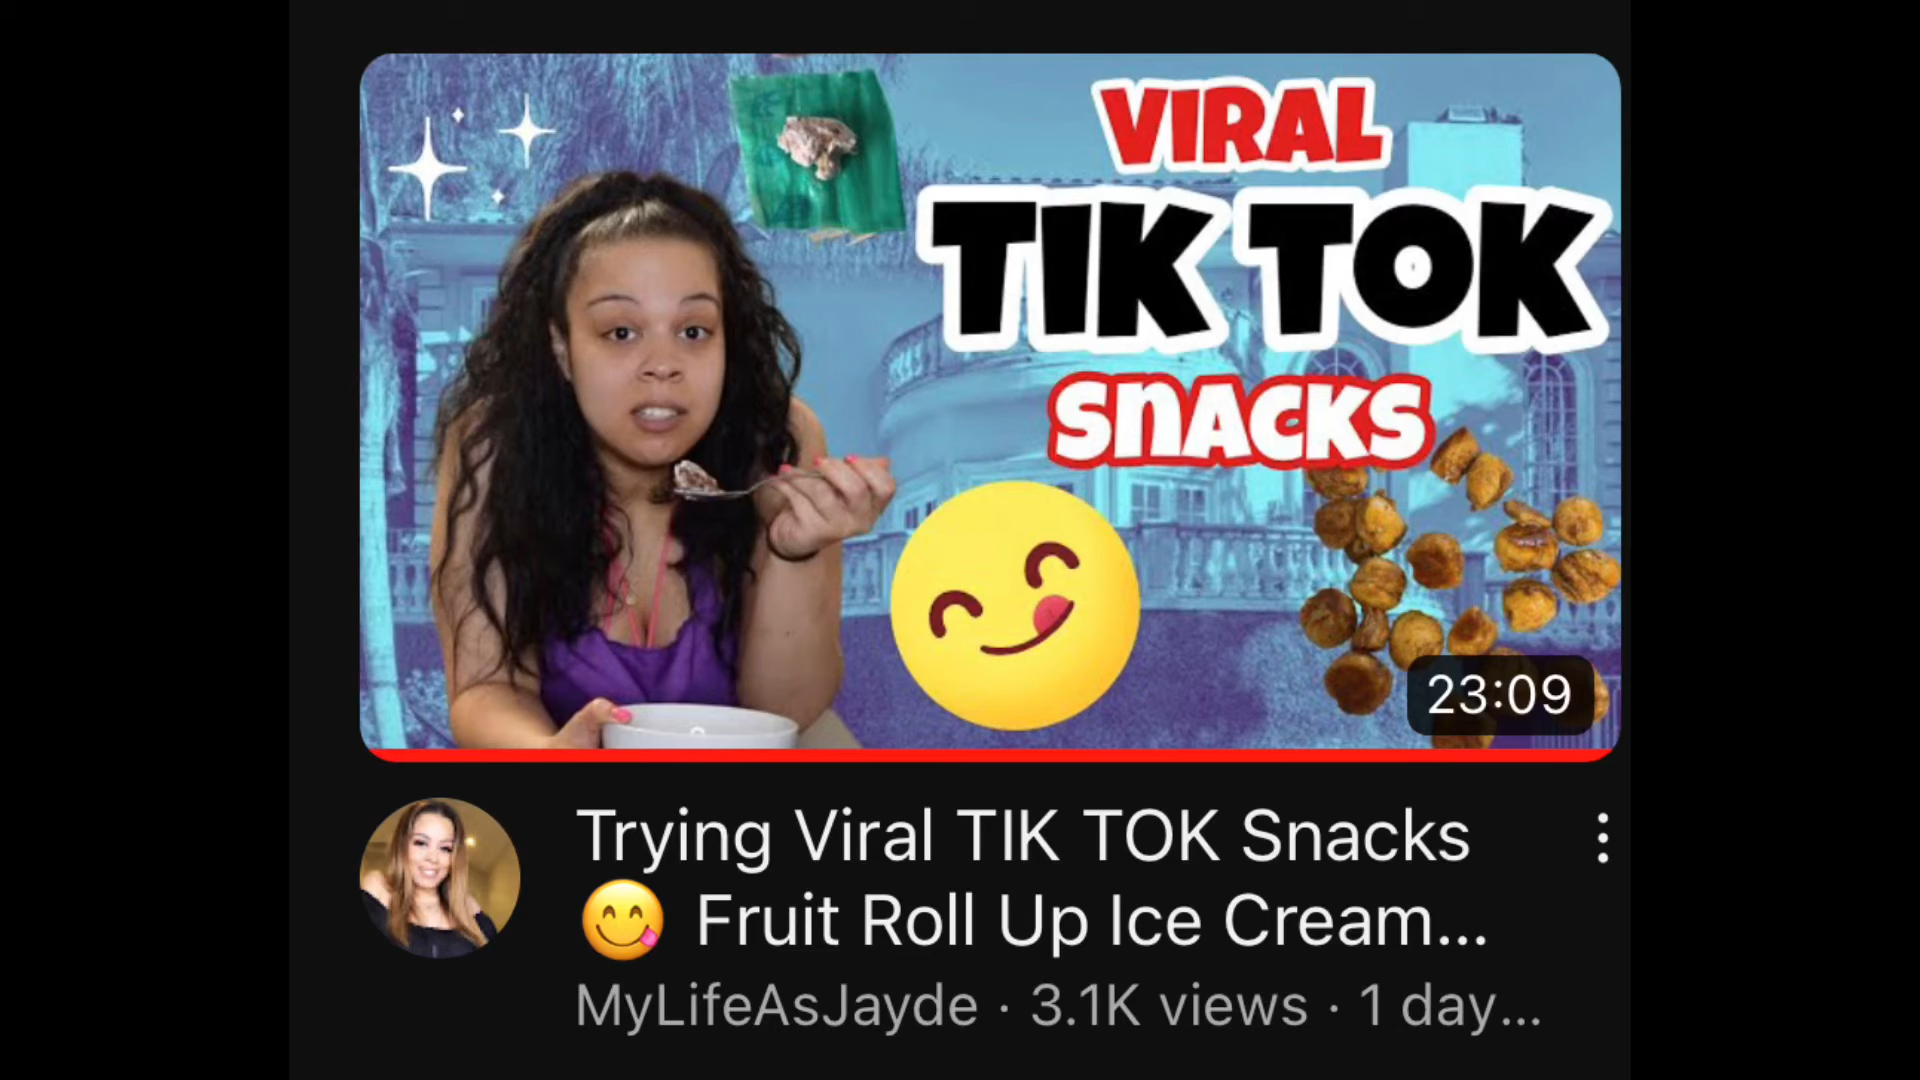 VIRAL
TIK TOK
SNACKS
23:09
Trying Viral TIK TOK Snacks
😋 Fruit Roll Up Ice Cream...
MyLifeAsJayde · 3.1K views · 1 day...